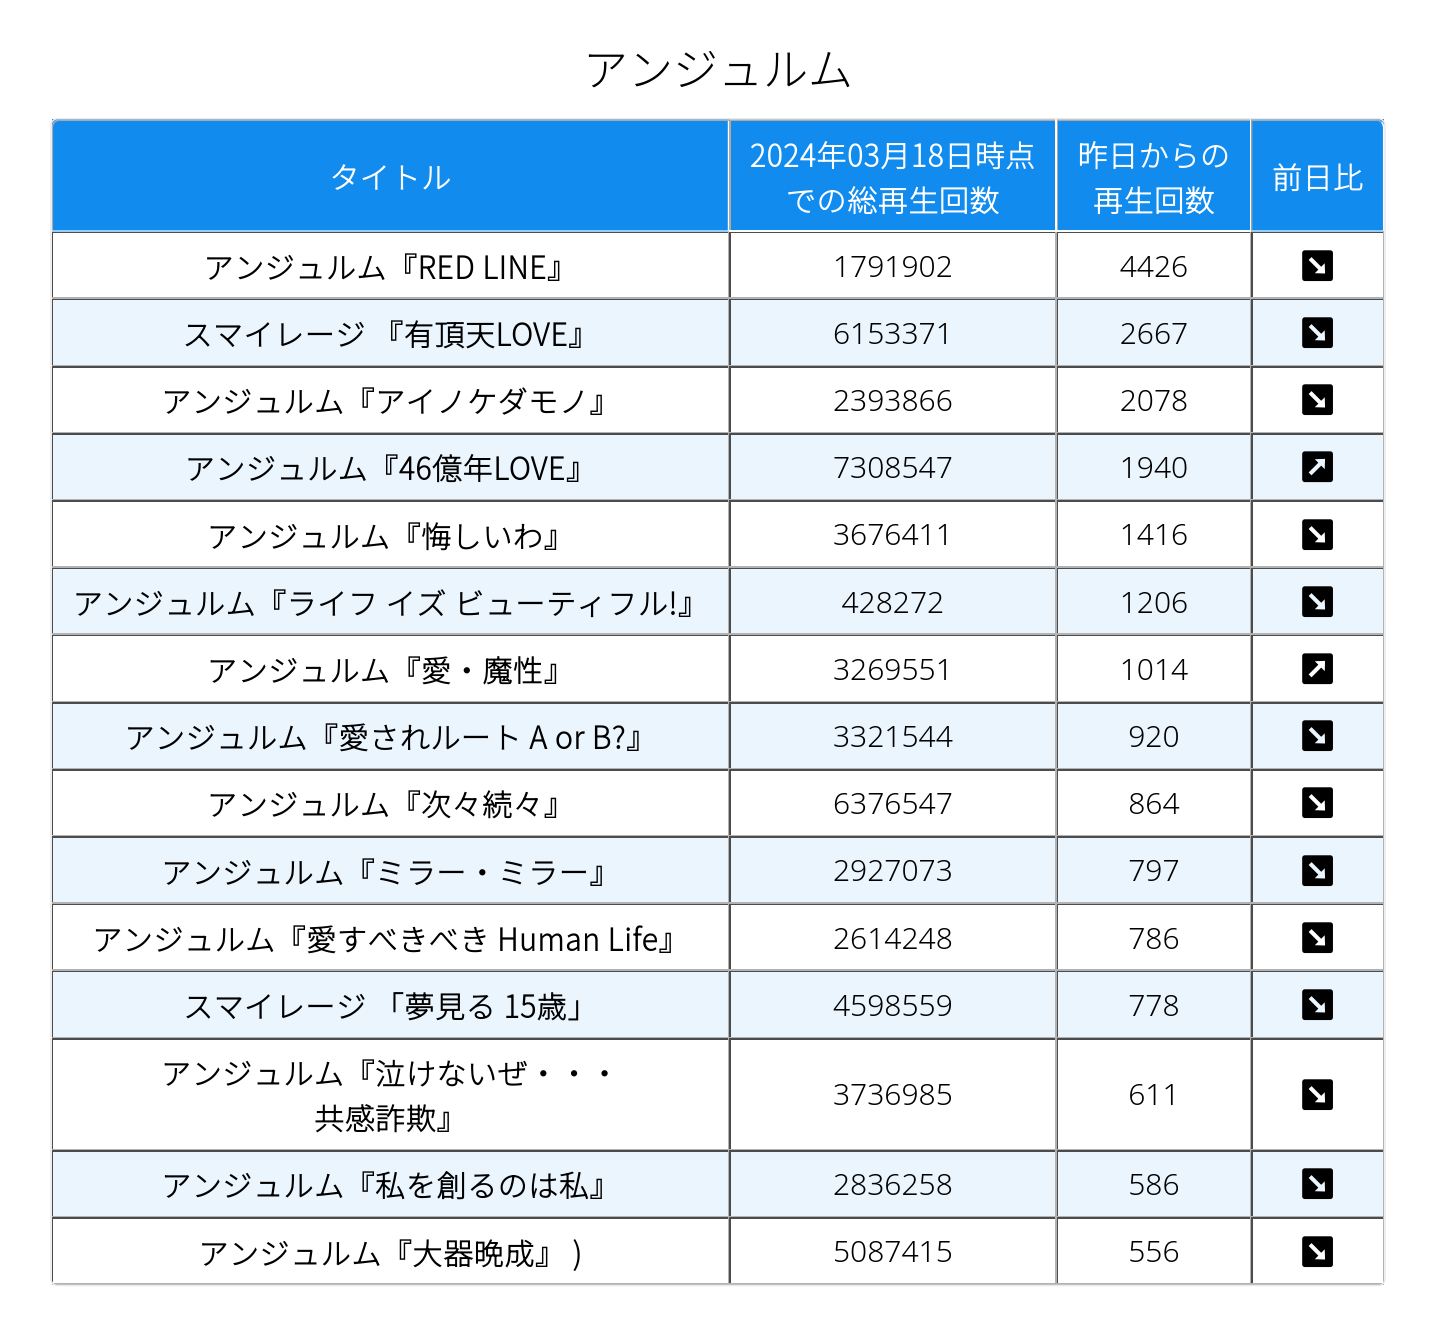 アンジュルム
タイトル 2024年03月18日時点 昨日からの 前日比
での総再生回数 再生回数
アンジュルム『RED LINE』 1791902 4426 ↘
スマイレージ 『有頂天LOVE』 6153371 2667 ↘
アンジュルム『アイノケダモノ』 2393866 2078 ↘
アンジュルム『46億年LOVE』 7308547 1940 ↗
アンジュルム『悔しいわ』 3676411 1416 ↘
アンジュルム『ライフ イズ ビューティフル!』 428272 1206 ↘
アンジュルム『愛・魔性』 3269551 1014 ↗
アンジュルム『愛されルート A or B?』 3321544 920 ↘
アンジュルム『次々続々』 6376547 864 ↘
アンジュルム『ミラー・ミラー』 2927073 797 ↘
アンジュルム『愛すべきべき Human Life』 2614248 786 ↘
スマイレージ 「夢見る 15歳」 4598559 778 ↘
アンジュルム『泣けないぜ・・・
共感詐欺』 3736985 611 ↘
アンジュルム『私を創るのは私』 2836258 586 ↘
アンジュルム『大器晩成』 ) 5087415 556 ↘